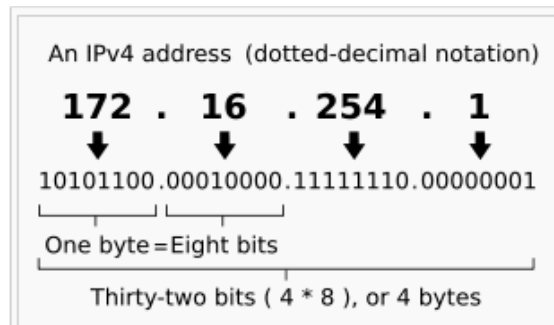 An IPv4 address (dotted-decimal notation)
172 . 16 . 254 . 1
10101100.00010000.11111110.00000001
One byte=Eight bits
Thirty-two bits ( 4 * 8 ), or 4 bytes